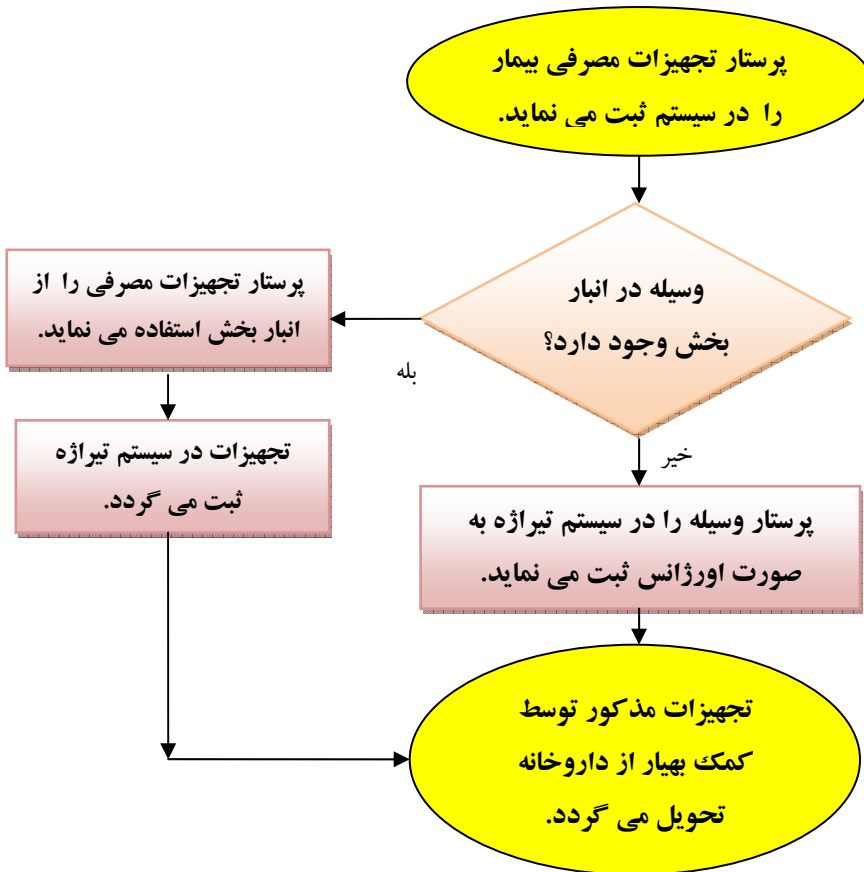 پرستار تجهیزات مصرفی بیمار
را در سیستم ثبت می نماید.
وسیله در انبار
بخش وجود دارد؟
بله
خیر
پرستار تجهیزات مصرفی را از
انبار بخش استفاده می نماید.
تجهیزات در سیستم تیراژه
ثبت می گردد.
پرستار وسیله را در سیستم تیراژه به
صورت اورژانس ثبت می نماید.
تجهیزات مذکور توسط
کمک بهیار از داروخانه
تحویل می گردد.